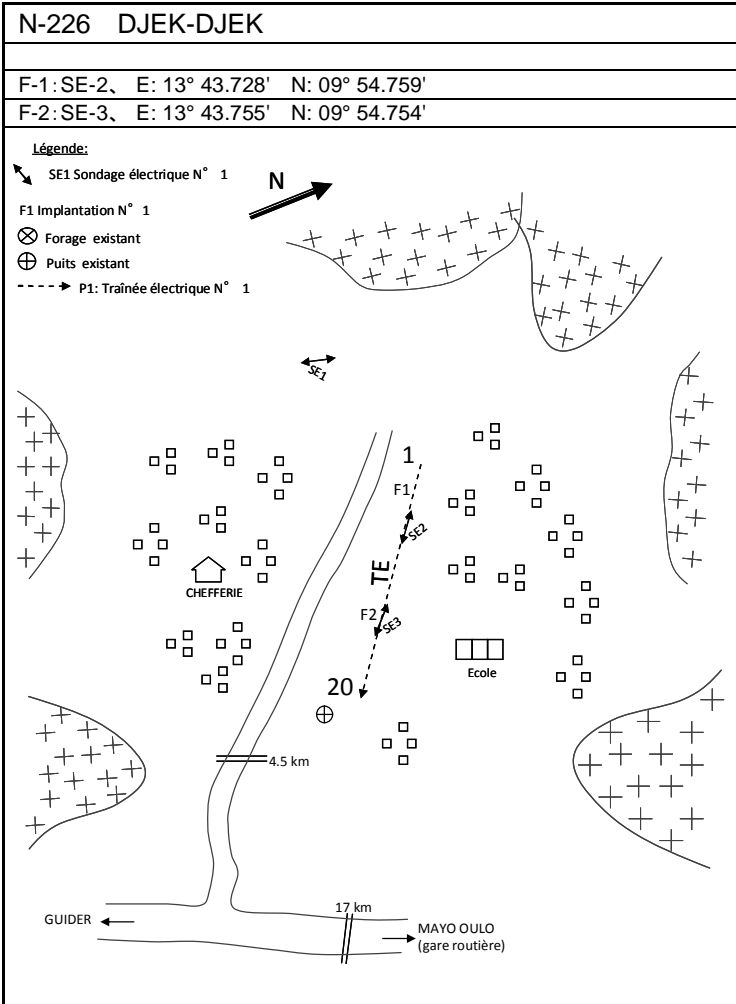 N-226 DJEK-DJEK
F-1:SE-2、 E: 13° 43.728' N: 09° 54.759'
F-2:SE-3、 E: 13° 43.755' N: 09° 54.754'
Légende:
SE1 Sondage électrique N° 1
N
F1 Implantation N° 1
Forage existant
Puits existant
P1: Traînée électrique N° 1
SE1
1
F1
SE2
TE
CHEFFERIE
F2
SE3
Ecole
20
4.5 km
17 km
GUIDER
MAYO OULO
(gare routière)